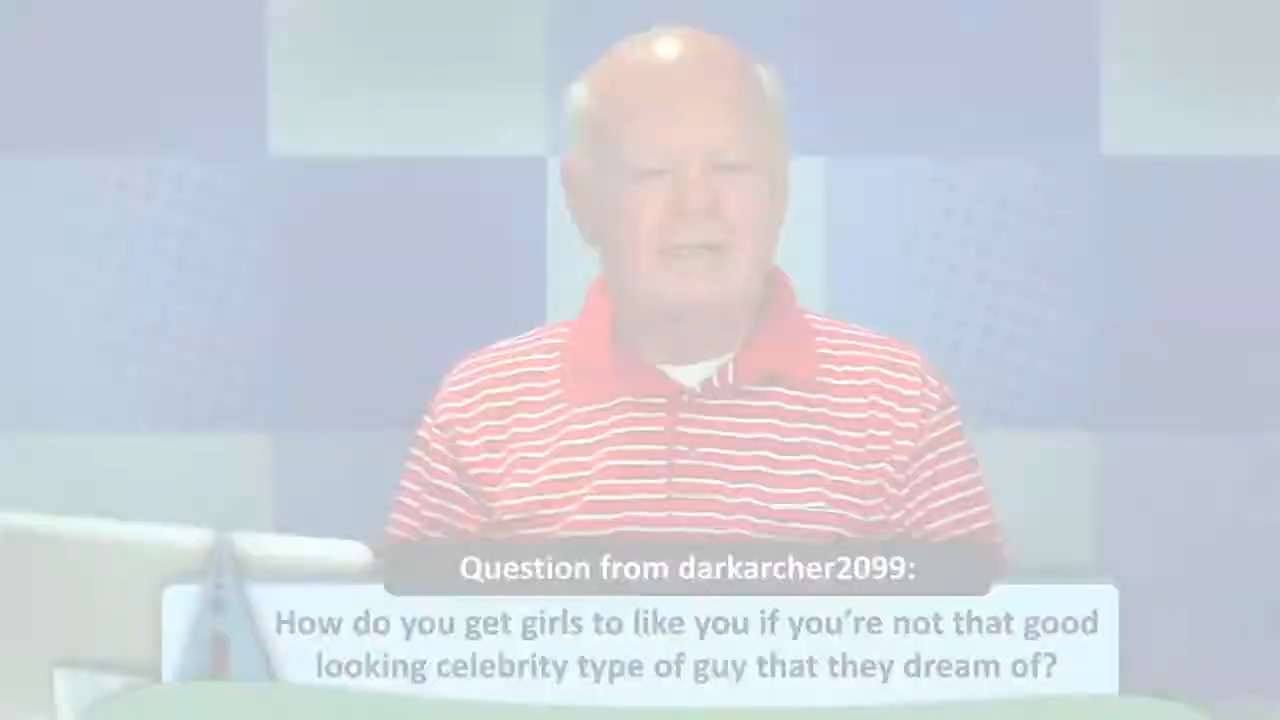 Question from darkarcher2099:
How do you get girls to like you if you're not that good
looking celebrity type of guy that they dream of?